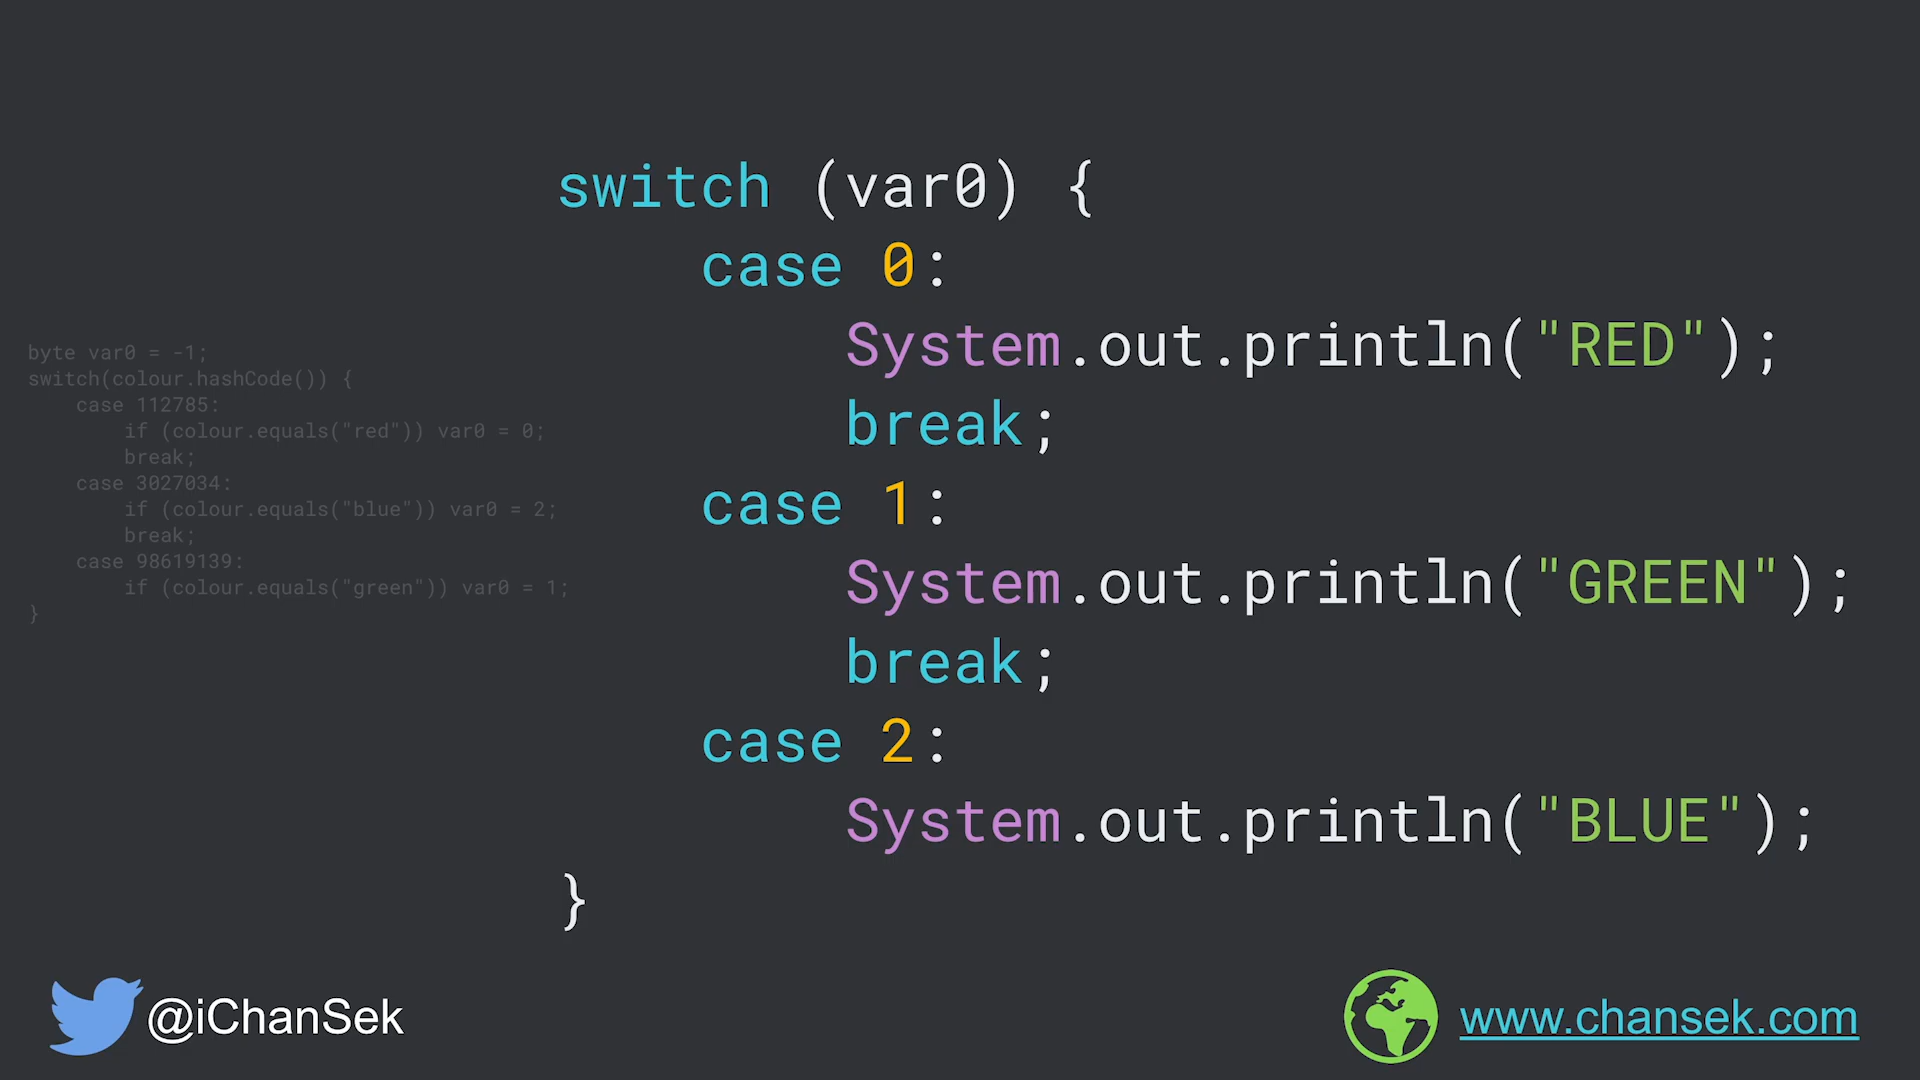 byte var0 = -1;
switch(colour.hashCode()) {
    case 112785:
        if (colour.equals("red")) var0 = 0;
        break;
    case 3027034:
        if (colour.equals("blue")) var0 = 2;
        break;
    case 98619139:
        if (colour.equals("green")) var0 = 1;
}
switch (var0) {
    case 0:
        System.out.println("RED");
        break;
    case 1:
        System.out.println("GREEN");
        break;
    case 2:
        System.out.println("BLUE");
}
@iChanSek
www.chansek.com